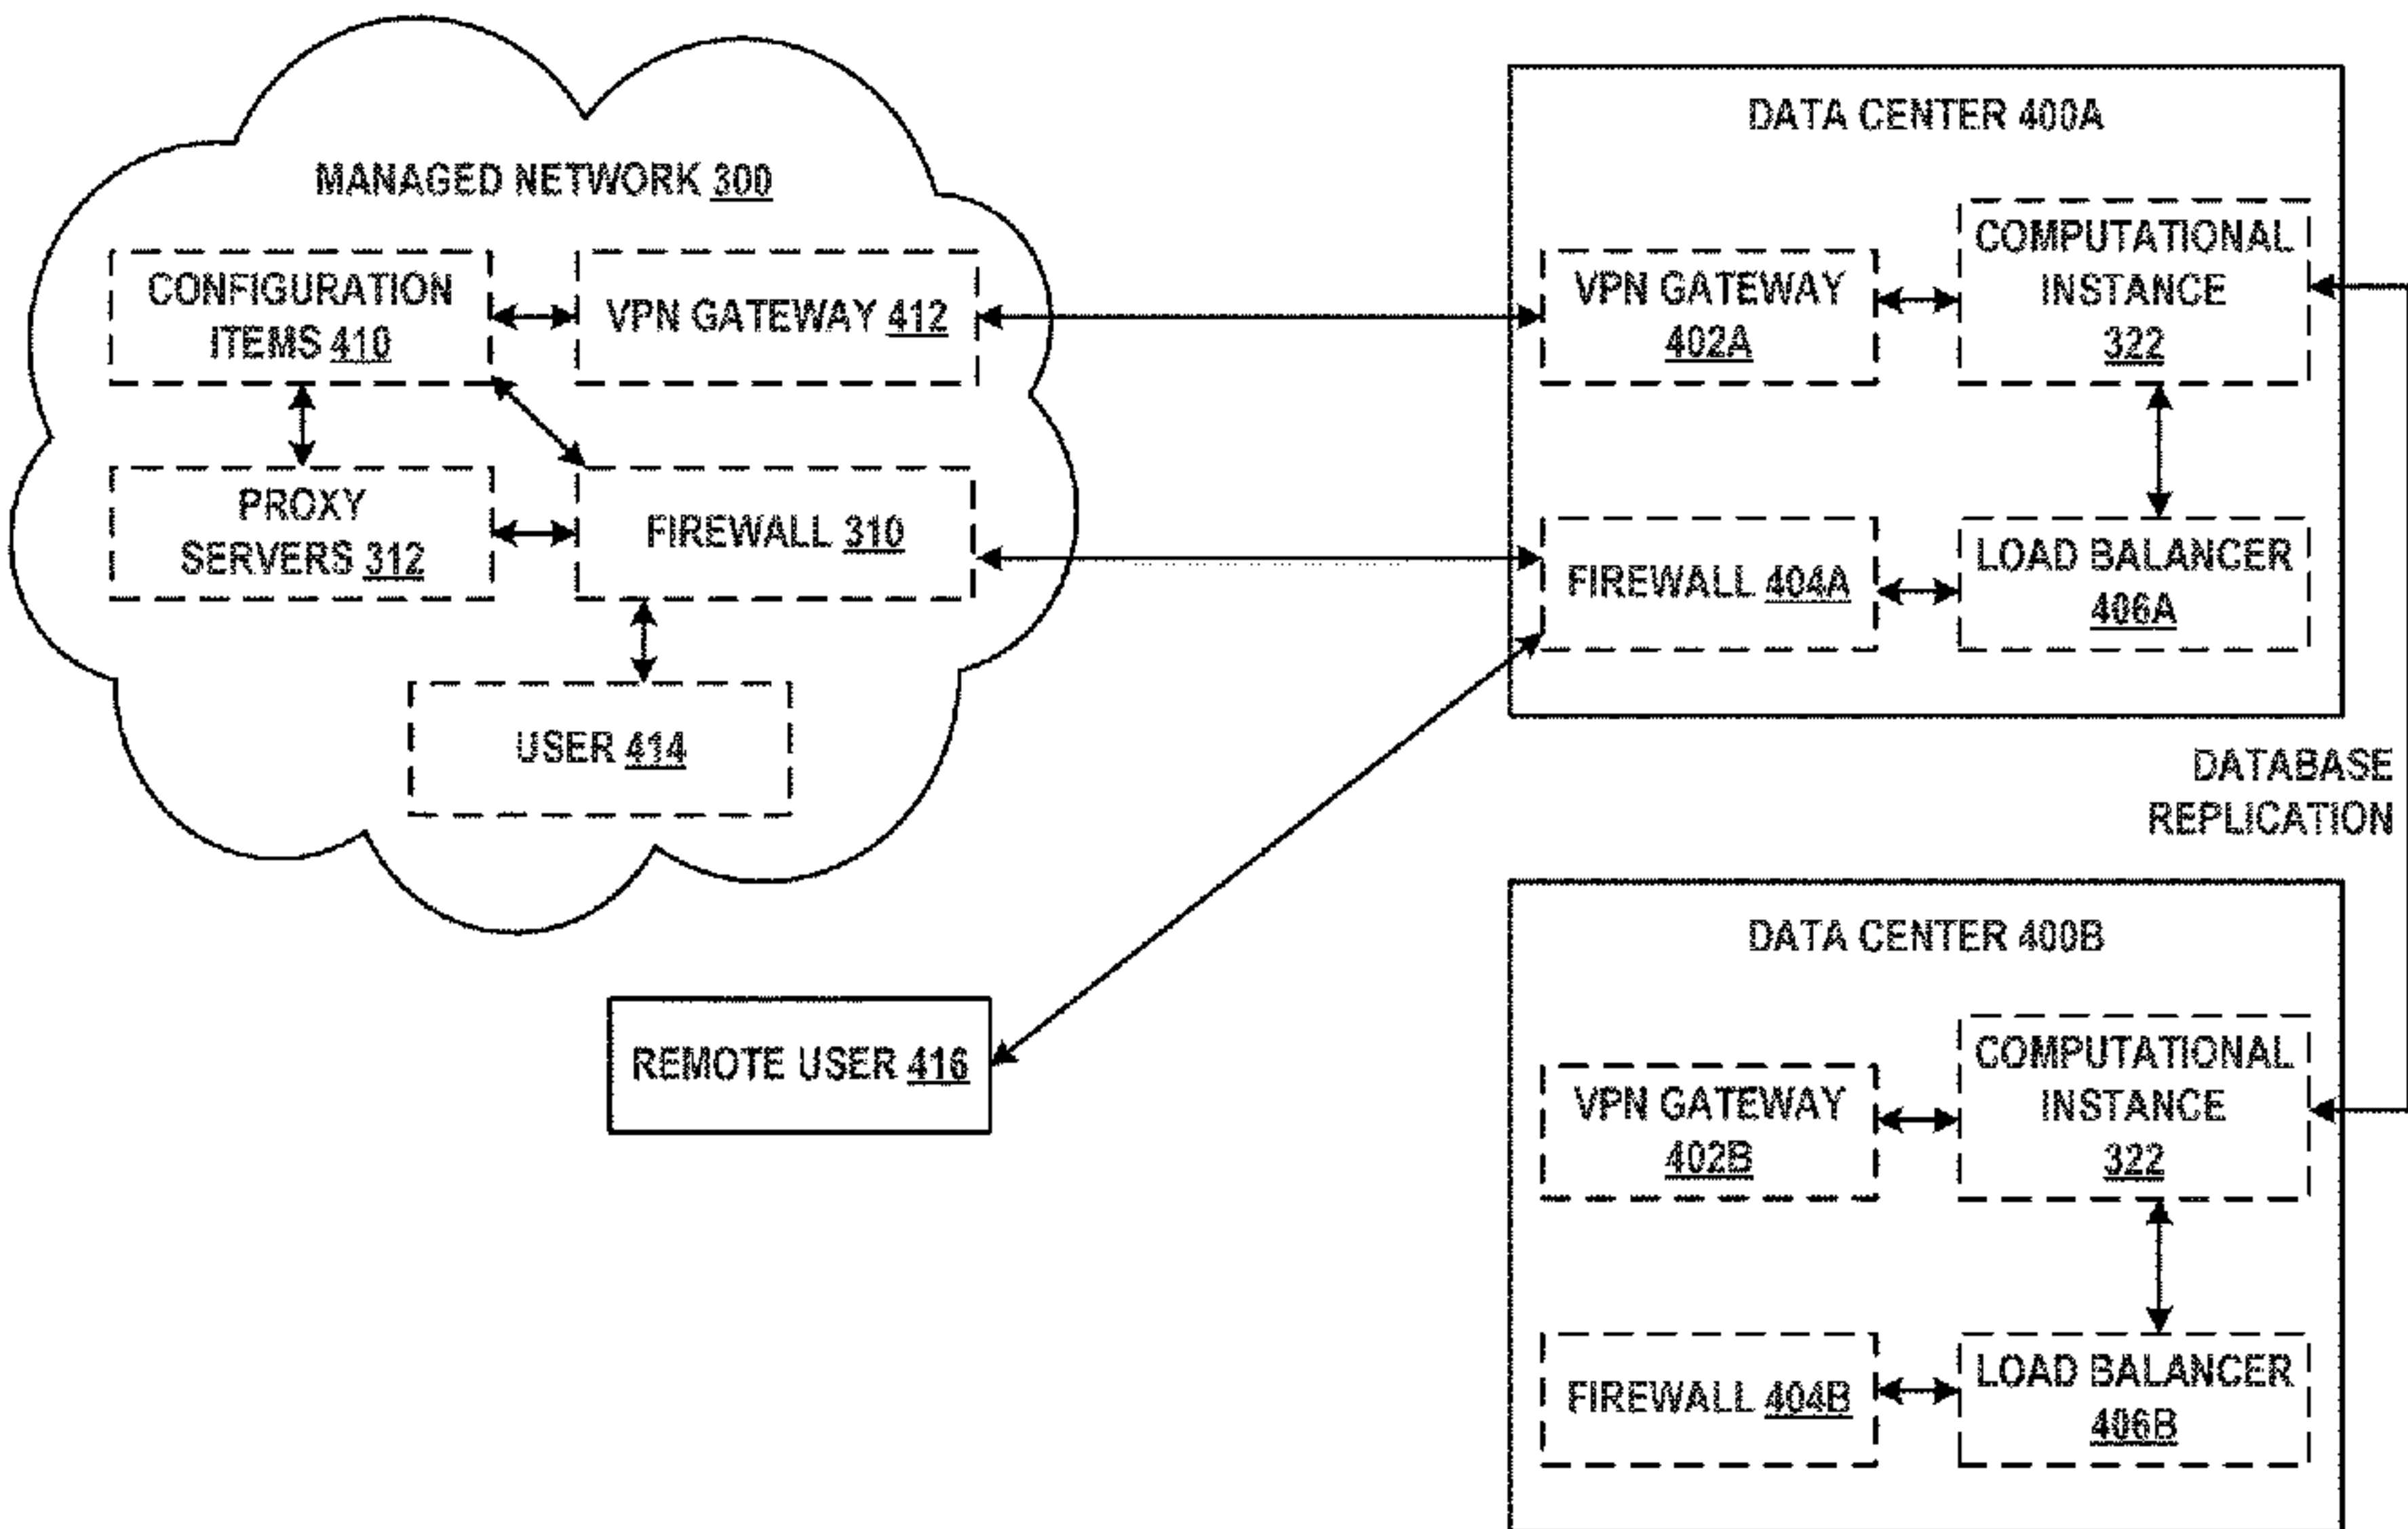 MANAGED NETWORK 300
CONFIGURATION
ITEMS 410
VPN GATEWAY 412
PROXY
SERVERS 312
FIREWALL 310
USER 414
REMOTE USER 416
DATA CENTER 400A
VPN GATEWAY
402A
COMPUTATIONAL
INSTANCE
322
FIREWALL 404A
LOAD BALANCER
406A
DATABASE
REPLICATION
DATA CENTER 400B
VPN GATEWAY
402B
COMPUTATIONAL
INSTANCE
322
FIREWALL 404B
LOAD BALANCER
406B